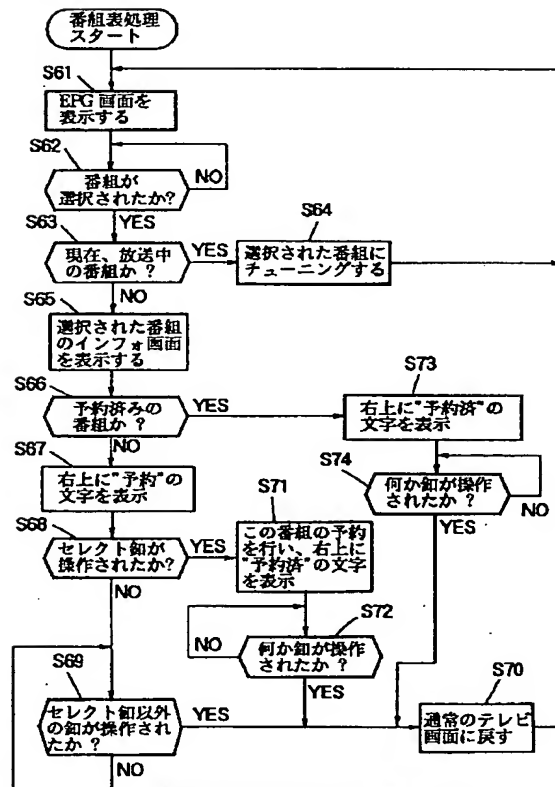 番組表処理
スタート
S61
EPG 画面を
表示する
S62
番組が
選択されたか?
NO
YES
S63
現在、放送中
の番組か ?
YES
NO
S64
選択された番組に
チューニングする
S65
選択された番組
のインフォ画面
を表示する
S66
予約済みの
番組か ?
YES
NO
S73
右上に"予約済"の
文字を表示
S67
右上に"予約"の
文字を表示
S74
何か釦が操作
されたか ?
NO
YES
S68
セレクト釦が
操作されたか?
YES
NO
S71
この番組の予約
を行い、右上に
"予約済"の文字
を表示
S72
何か釦が操作
されたか ?
NO
YES
S69
セレクト釦以外
の釦が操作され
たか ?
YES
NO
S70
通常のテレビ
画面に戻す